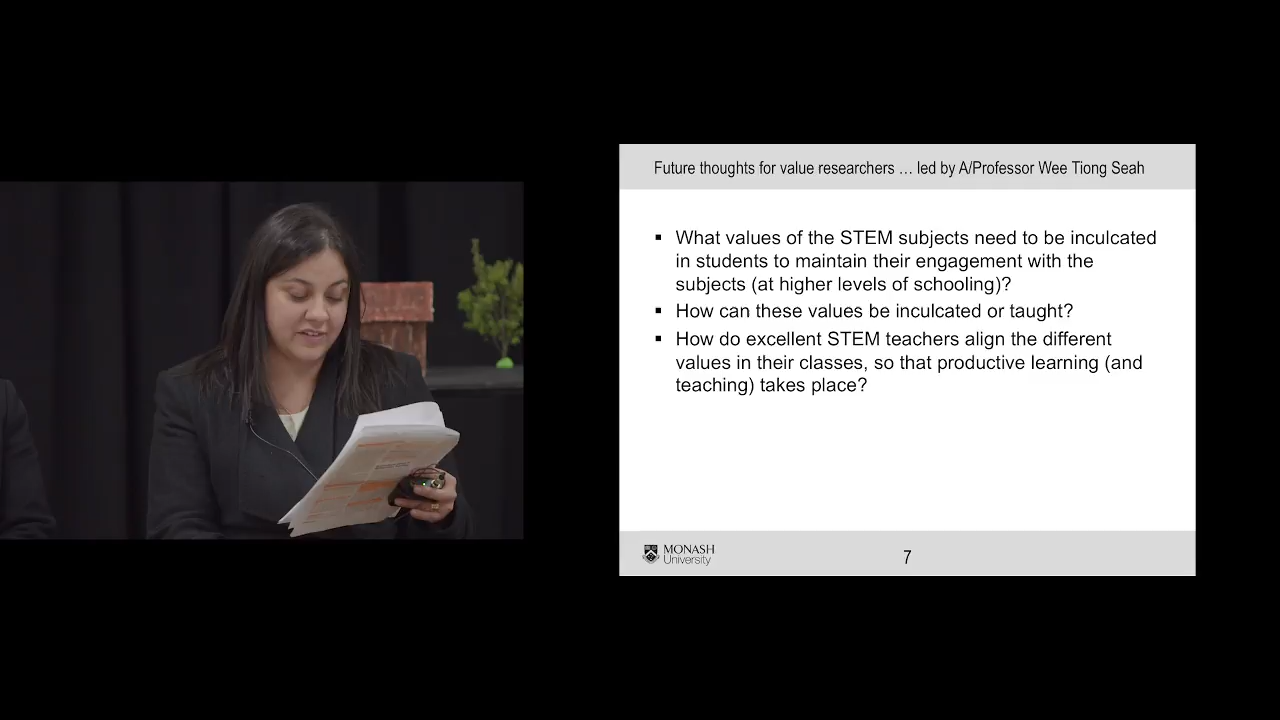 Future thoughts for value researchers … led by A/Professor Wee Tiong Seah
▪ What values of the STEM subjects need to be inculcated
in students to maintain their engagement with the
subjects (at higher levels of schooling)?
▪ How can these values be inculcated or taught?
▪ How do excellent STEM teachers align the different
values in their classes, so that productive learning (and
teaching) takes place?
MONASH
University
7